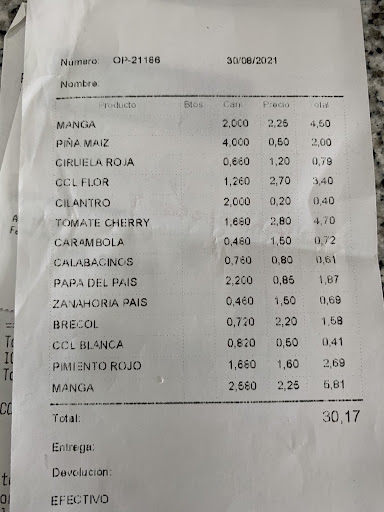 Número: OP-21166 30/08/2021
Nombre:
Producto Btos Cant Precio Total
MANGA 2,000 2,25 4,50
PIÑA MAIZ 4,000 0,50 2,00
CIRUELA ROJA 0,660 1,20 0,79
COL FLOR 1,260 2,70 3,40
CILANTRO 2,000 0,20 0,40
TOMATE CHERRY 1,680 2,80 4,70
CARAMBOLA 0,480 1,50 0,72
CALABACINOS 0,760 0,80 0,61
PAPA DEL PAIS 2,200 0,85 1,87
ZANAHORIA PAIS 0,460 1,50 0,69
BRECOL 0,720 2,20 1,58
COL BLANCA 0,820 0,50 0,41
PIMIENTO ROJO 1,680 1,60 2,69
MANGA 2,580 2,25 5,81
Total: 30,17
Entrega:
Devolucion:
EFECTIVO